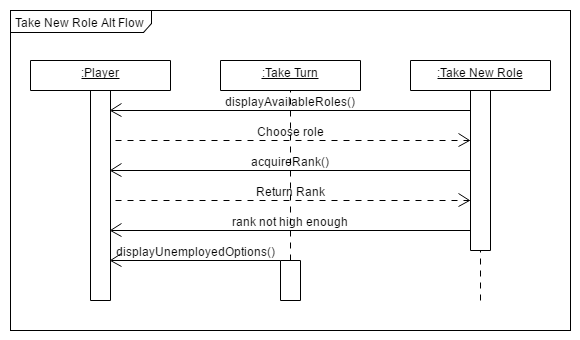 Take New Role Alt Flow
:Player
:Take Turn
:Take New Role
displayAvailableRoles()
Choose role
acquireRank()
Return Rank
rank not high enough
displayUnemployedOptions()